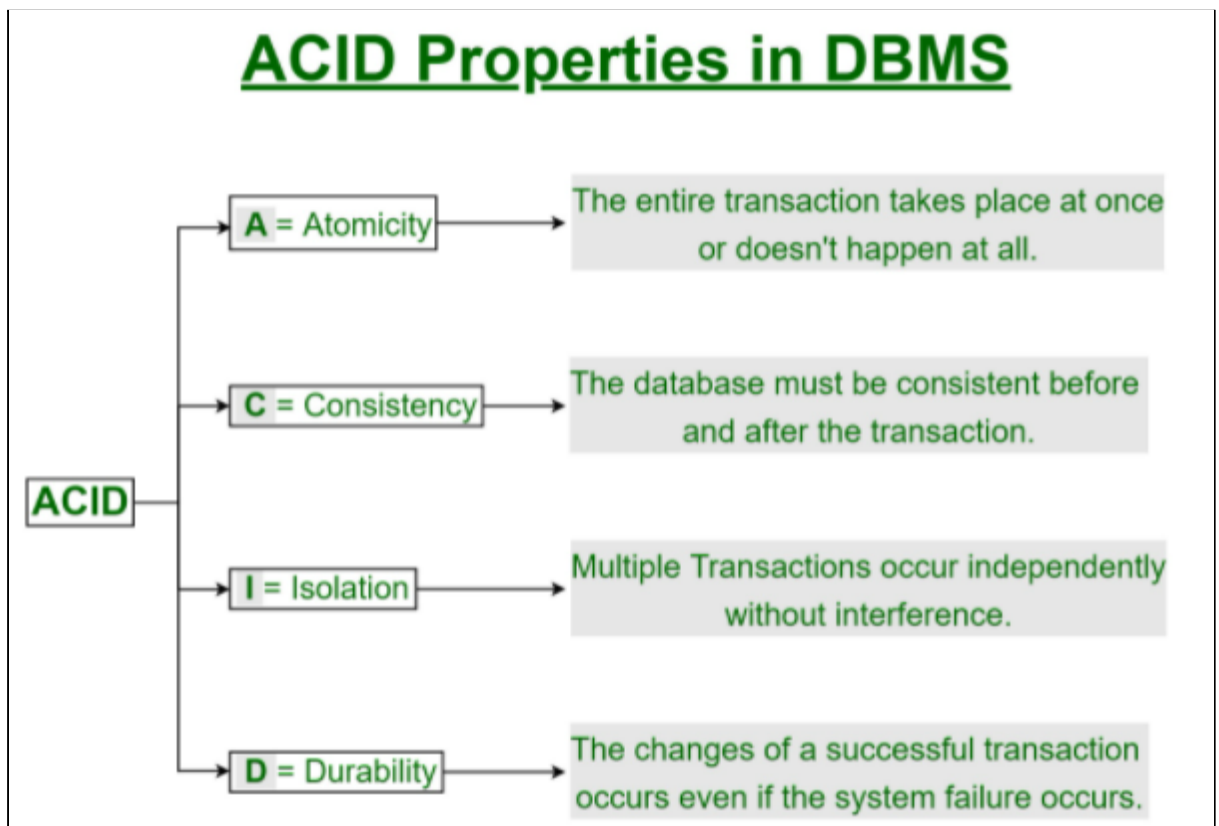 ACID Properties in DBMS
A = Atomicity
The entire transaction takes place at once
or doesn't happen at all.
C = Consistency
The database must be consistent before
and after the transaction.
ACID
I = Isolation
Multiple Transactions occur independently
without interference.
D = Durability
The changes of a successful transaction
occurs even if the system failure occurs.